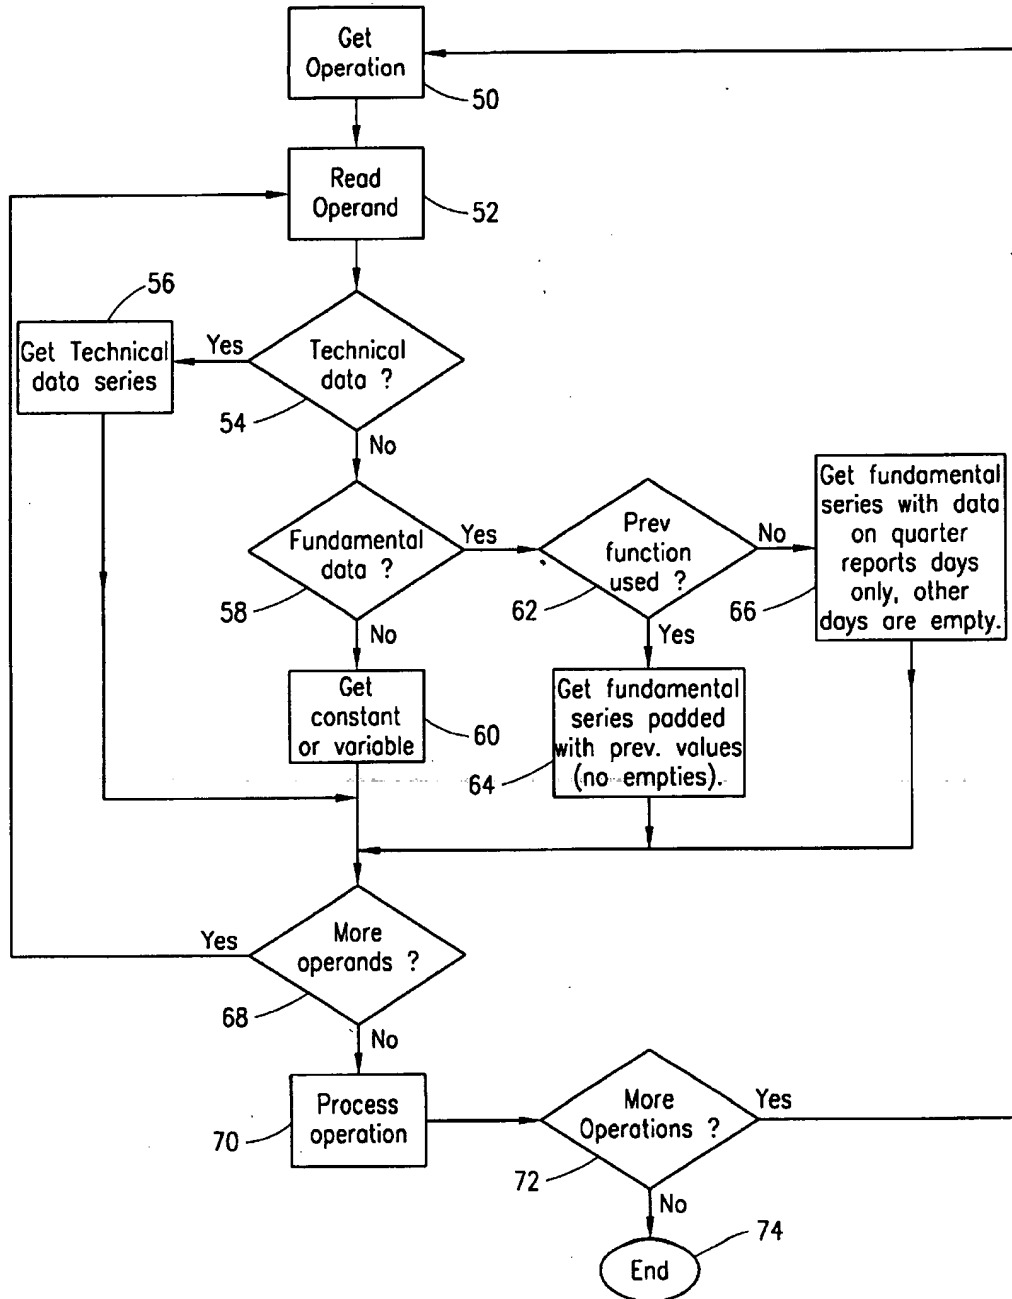 Get
Operation
50
Read
Operand
52
56
Get Technical
data series
Yes
Technical
data ?
54
No
Fundamental
data ?
58
Yes
Prev
function
used ?
62
No
Get fundamental
series with data
on quarter
reports days
only, other
days are empty.
66
No
Yes
Get
constant
or variable
60
Get fundamental
series padded
with prev. values
(no empties).
64
Yes
More
operands ?
68
No
Process
operation
70
More
Operations ?
72
Yes
No
74
End